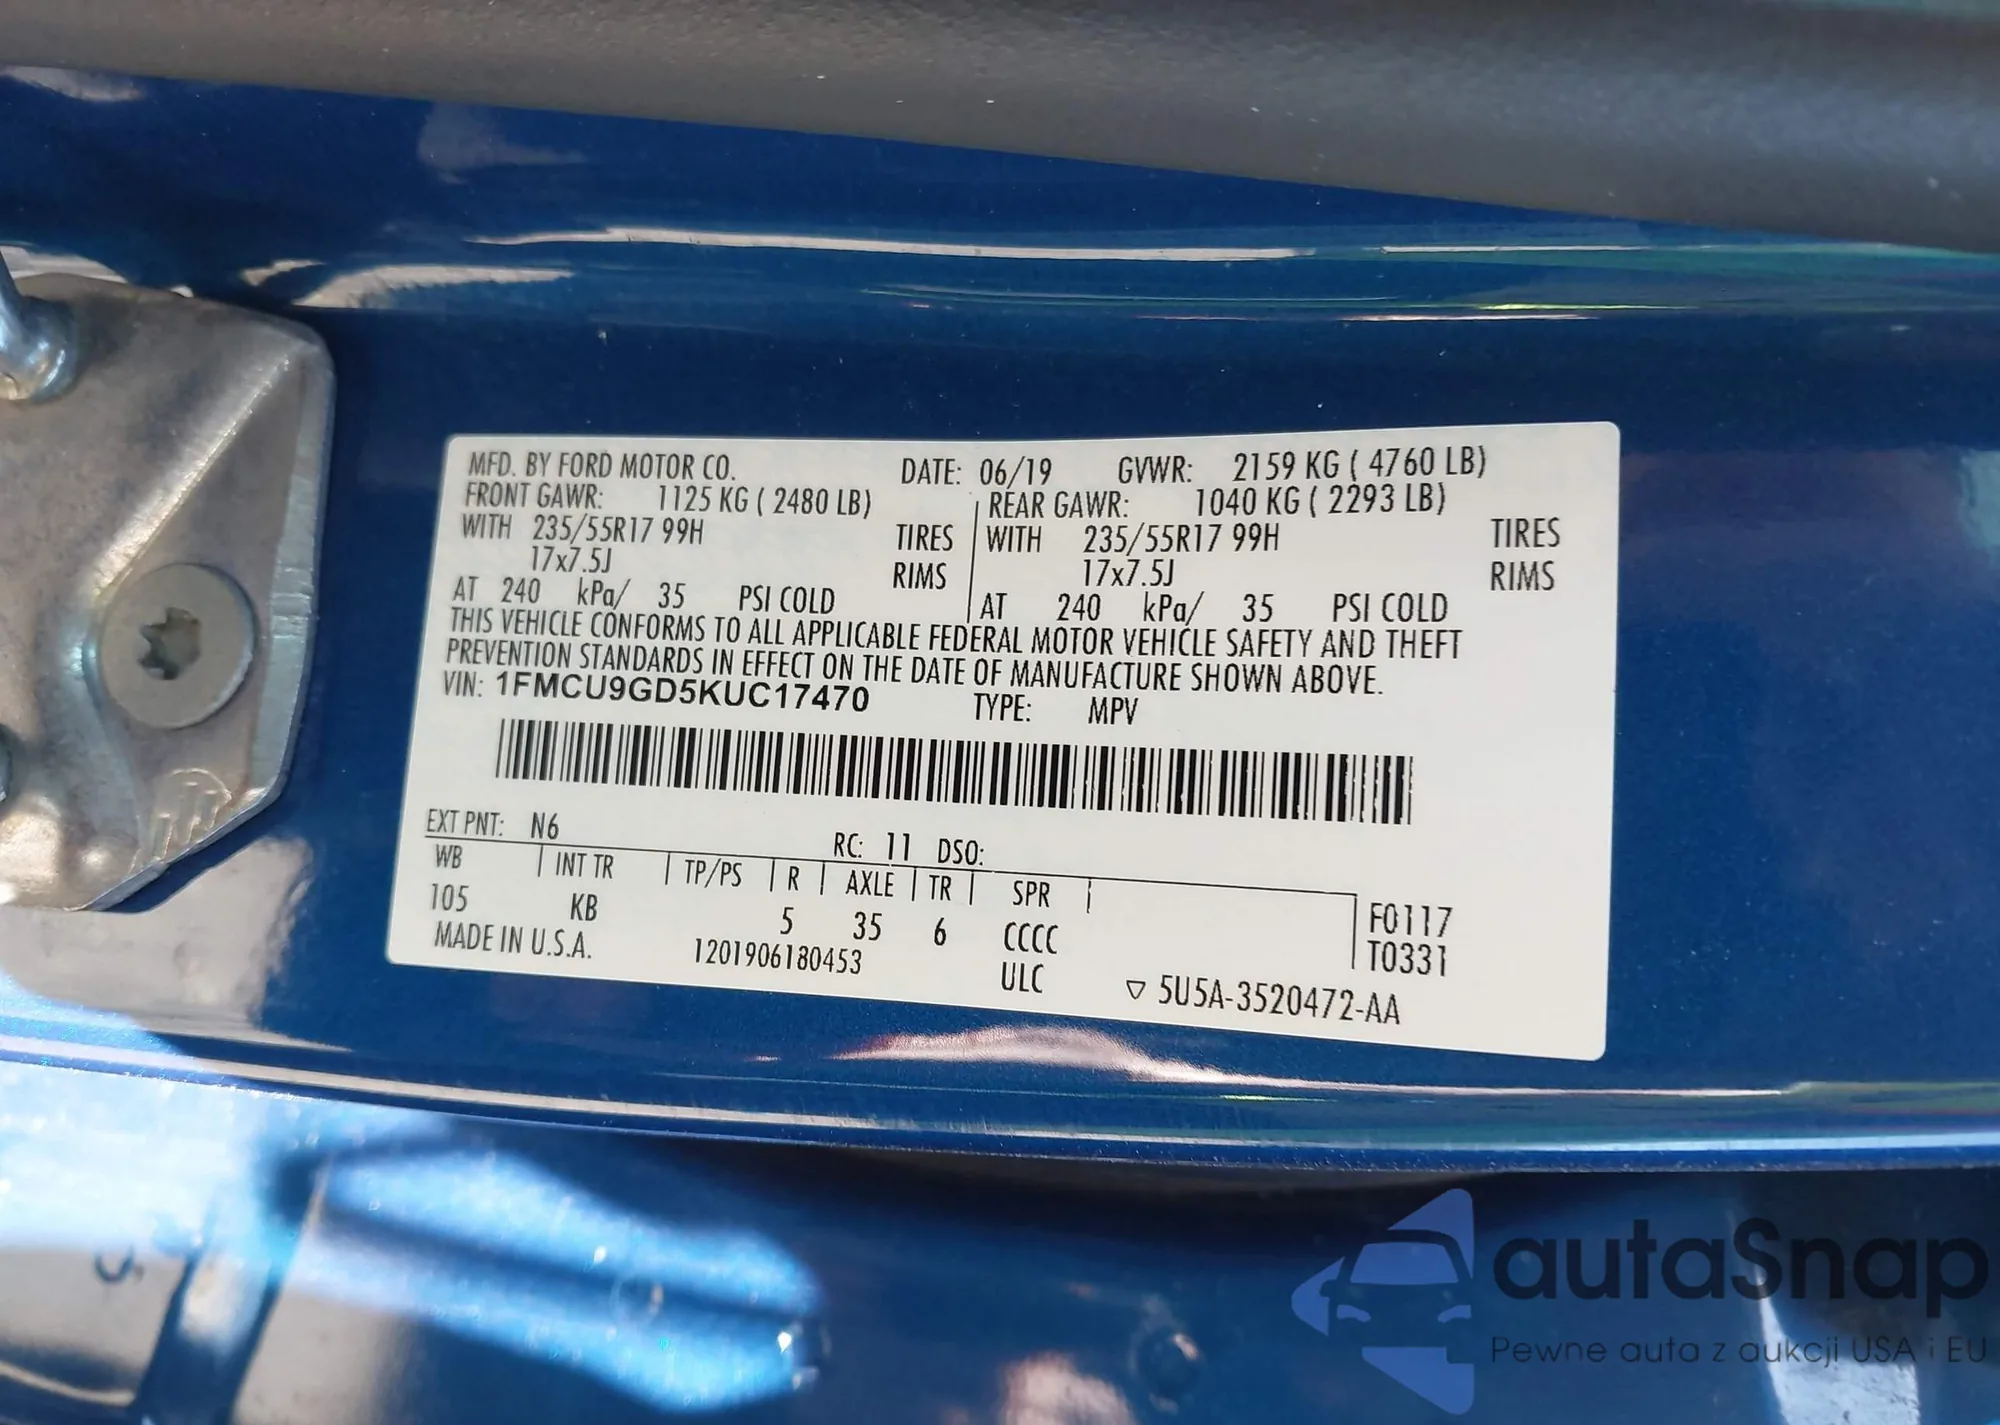 MFD. BY FORD MOTOR CO. DATE: 06/19 GVWR: 2159 KG ( 4760 LB)
FRONT GAWR: 1125 KG ( 2480 LB) REAR GAWR: 1040 KG ( 2293 LB)
WITH 235/55R17 99H TIRES WITH 235/55R17 99H TIRES
17x7.5J RIMS 17x7.5J RIMS
AT 240 kPa/ 35 PSI COLD AT 240 kPa/ 35 PSI COLD
THIS VEHICLE CONFORMS TO ALL APPLICABLE FEDERAL MOTOR VEHICLE SAFETY AND THEFT
PREVENTION STANDARDS IN EFFECT ON THE DATE OF MANUFACTURE SHOWN ABOVE.
VIN: 1FMCU9GD5KUC17470 TYPE: MPV
EXT PNT: N6 RC: 11 DSO:
WB INT TR TP/PS R AXLE TR SPR
105 KB 5 35 6 CCCC F0117
MADE IN U.S.A. 1201906180453 ULC T0331
▽ 5U5A-3520472-AA
autaSnap
Pewne auta z aukcji USA i EU